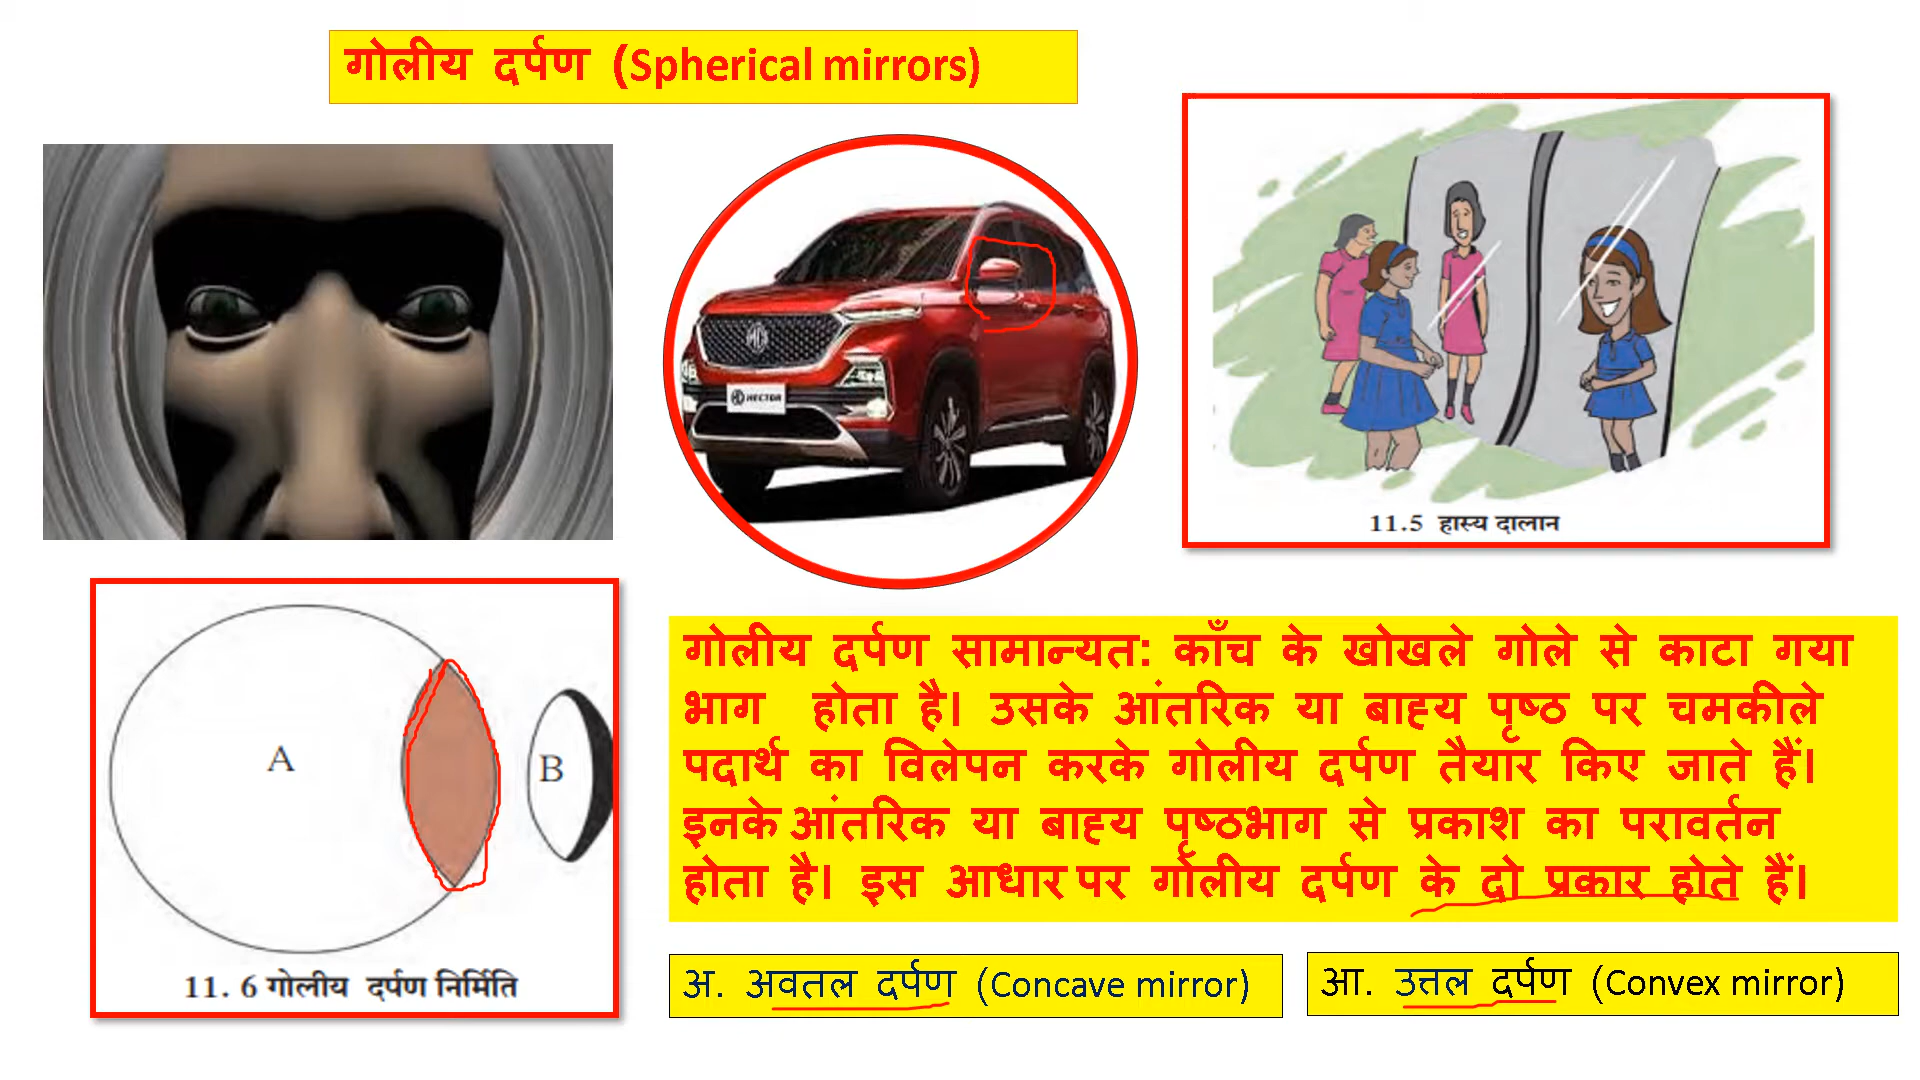 गोलीय दर्पण (Spherical mirrors)
MG HECTOR
11.5 हास्य दालान
A
B
11. 6 गोलीय दर्पण निर्मिति
गोलीय दर्पण सामान्यत: काँच के खोखले गोले से काटा गया
भाग होता है। उसके आंतरिक या बाह्य पृष्ठ पर चमकीले
पदार्थ का विलेपन करके गोलीय दर्पण तैयार किए जाते हैं।
इनके आंतरिक या बाह्य पृष्ठभाग से प्रकाश का परावर्तन
होता है। इस आधार पर गोलीय दर्पण के दो प्रकार होते हैं।
अ. अवतल दर्पण (Concave mirror)
आ. उत्तल दर्पण (Convex mirror)